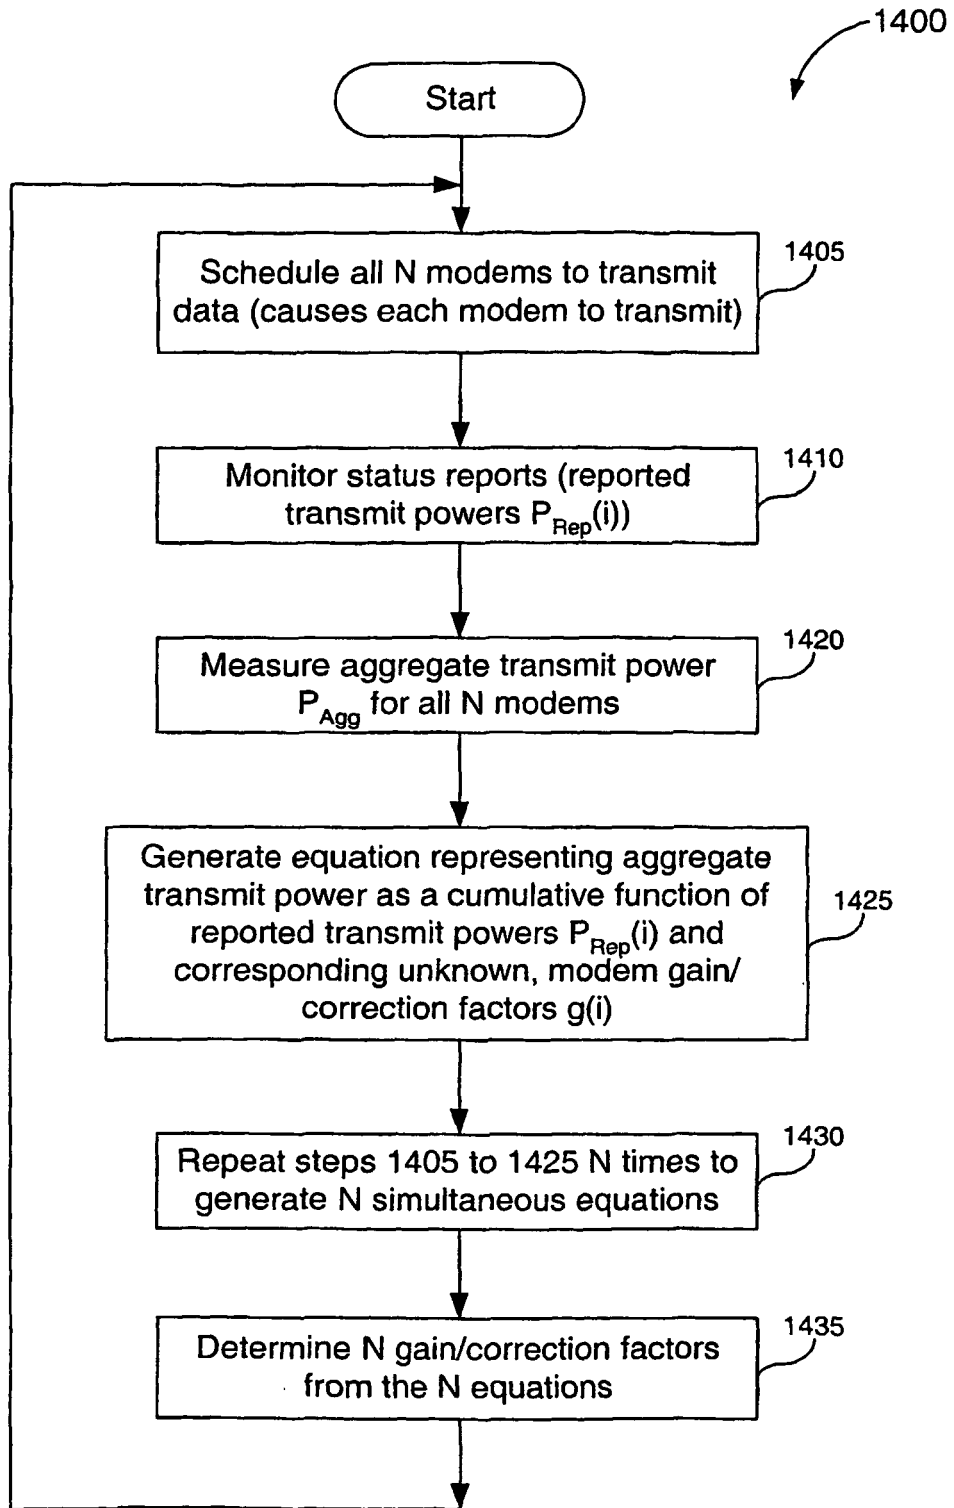 1400
Start
1405
Schedule all N modems to transmit
data (causes each modem to transmit)
1410
Monitor status reports (reported
transmit powers P_Rep(i))
1420
Measure aggregate transmit power
P_Agg for all N modems
Generate equation representing aggregate
transmit power as a cumulative function of
1425
reported transmit powers P_Rep(i) and
corresponding unknown, modem gain/
correction factors g(i)
1430
Repeat steps 1405 to 1425 N times to
generate N simultaneous equations
1435
Determine N gain/correction factors
from the N equations